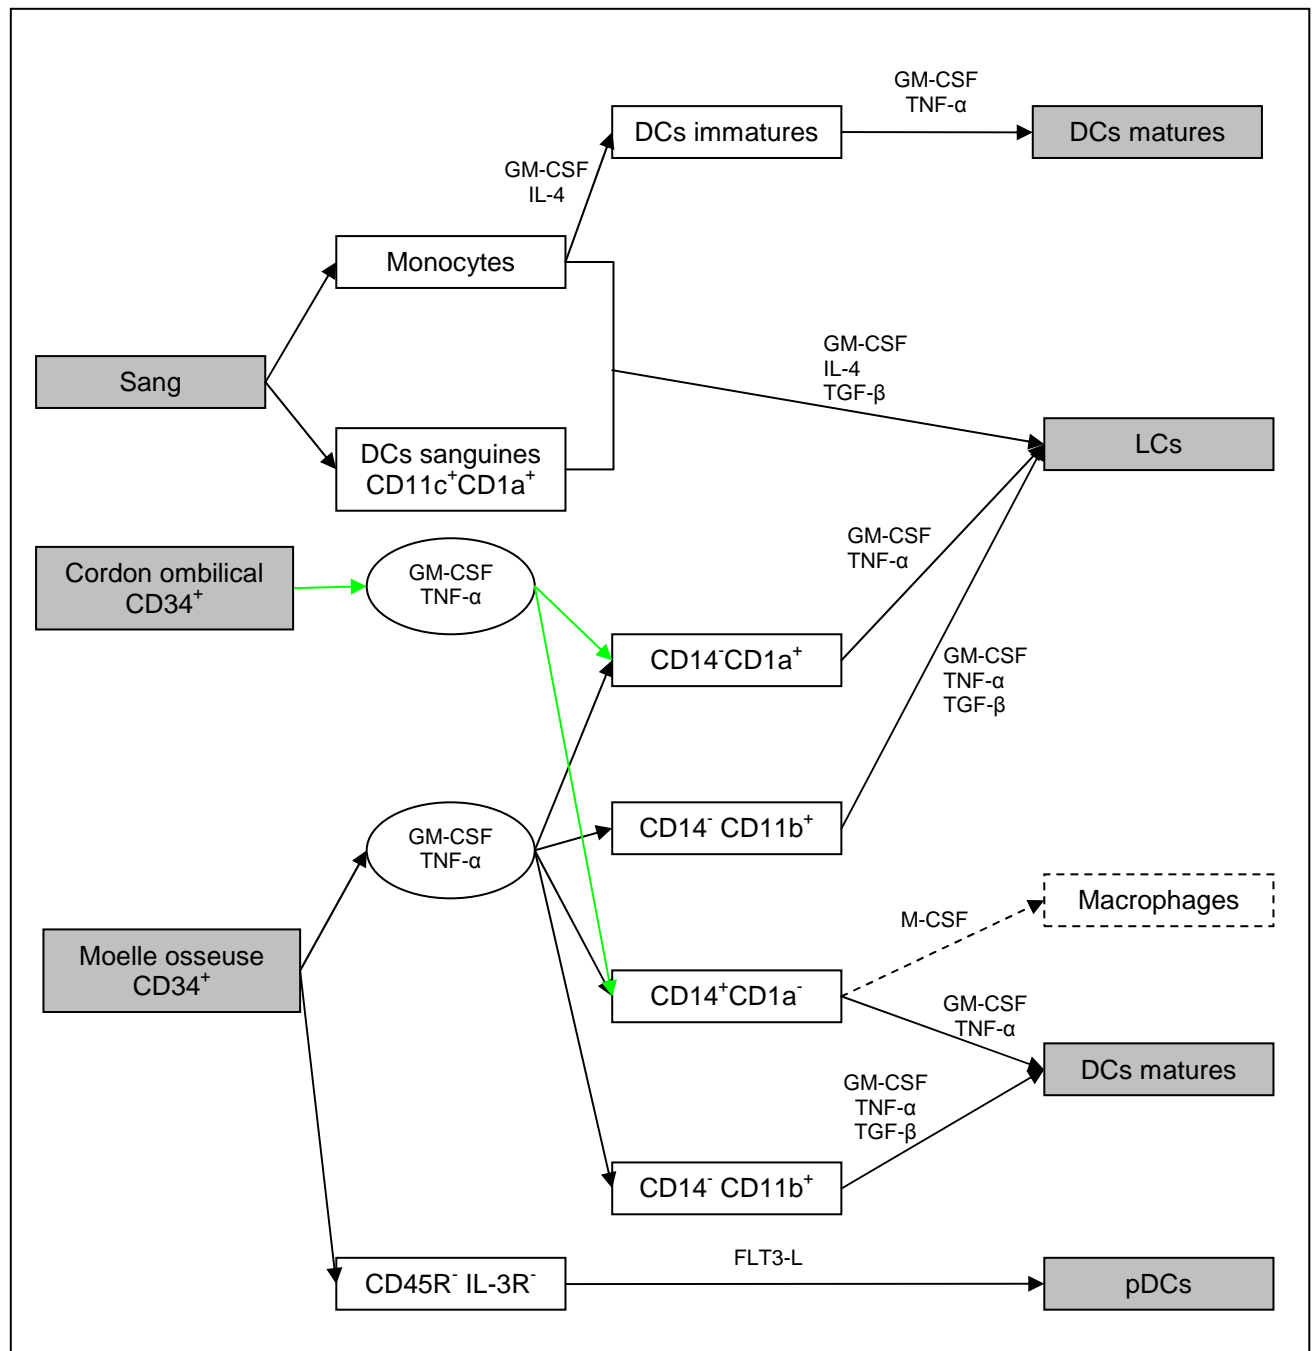 GM-CSF
TNF-α
DCs immatures
DCs matures
GM-CSF
IL-4
Monocytes
GM-CSF
IL-4
TGF-β
Sang
DCs sanguines
CD11c⁺CD1a⁺
LCs
GM-CSF
TNF-α
Cordon ombilical
CD34⁺
GM-CSF
TNF-α
CD14⁻CD1a⁺
GM-CSF
TNF-α
TGF-β
GM-CSF
TNF-α
CD14⁻ CD11b⁺
Macrophages
M-CSF
Moelle osseuse
CD34⁺
CD14⁺CD1a⁻
GM-CSF
TNF-α
DCs matures
GM-CSF
TNF-α
TGF-β
CD14⁻ CD11b⁺
FLT3-L
CD45R⁻ IL-3R⁻
pDCs